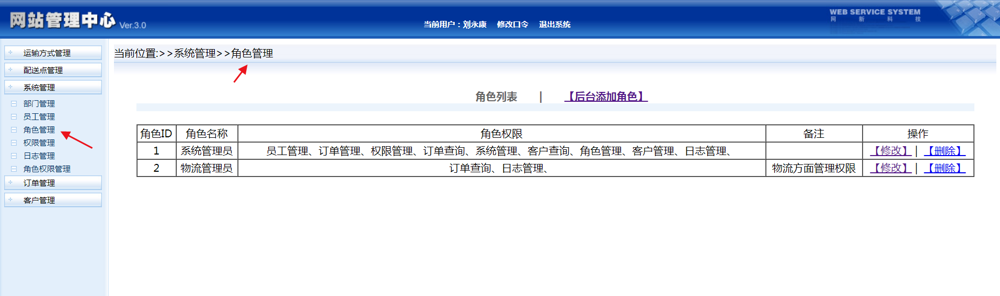 网站管理中心 Ver.3.0
当前用户：刘永康 修改口令 退出系统
WEB SERVICE SYSTEM
网 新 科 技
运输方式管理
配送点管理
系统管理
部门管理
员工管理
角色管理
权限管理
日志管理
角色权限管理
订单管理
客户管理
当前位置:>>系统管理>>角色管理
角色列表 | 【后台添加角色】
角色ID 角色名称 角色权限 备注 操作
1 系统管理员 员工管理、订单管理、权限管理、订单查询、系统管理、客户查询、角色管理、客户管理、日志管理、 【修改】 | 【删除】
2 物流管理员 订单查询、日志管理、 物流方面管理权限 【修改】 | 【删除】